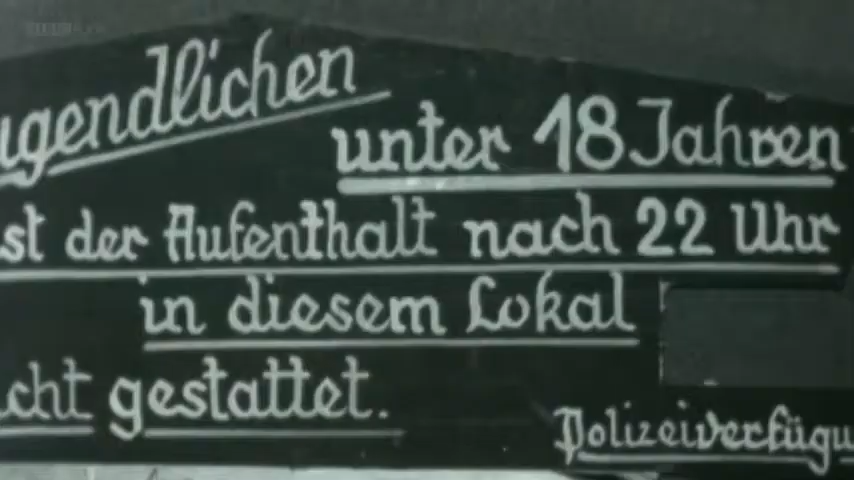 ugendlichen
unter 18 Jahren
st der Aufenthalt nach 22 Uhr
in diesem Lokal
cht gestattet.
Polizeiverfügu